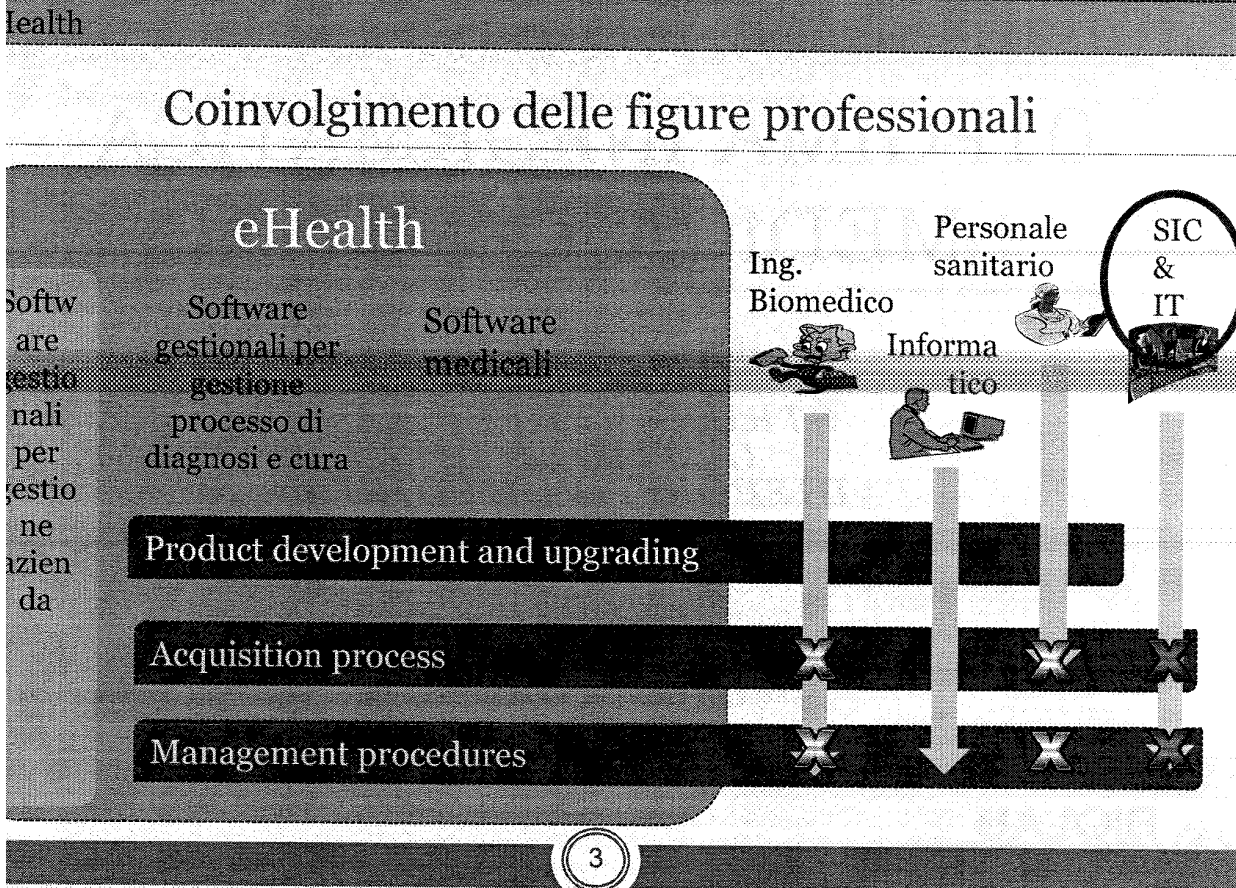 Health
Coinvolgimento delle figure professionali
eHealth
Softw
are
gestio
nali
per
gestio
ne
azien
da
Software
gestionali per
gestione
processo di
diagnosi e cura
Software
medicali
Ing.
Biomedico
Informa
tico
Personale
sanitario
SIC
&
IT
Product development and upgrading
Acquisition process
X X X
Management procedures
X X X
3